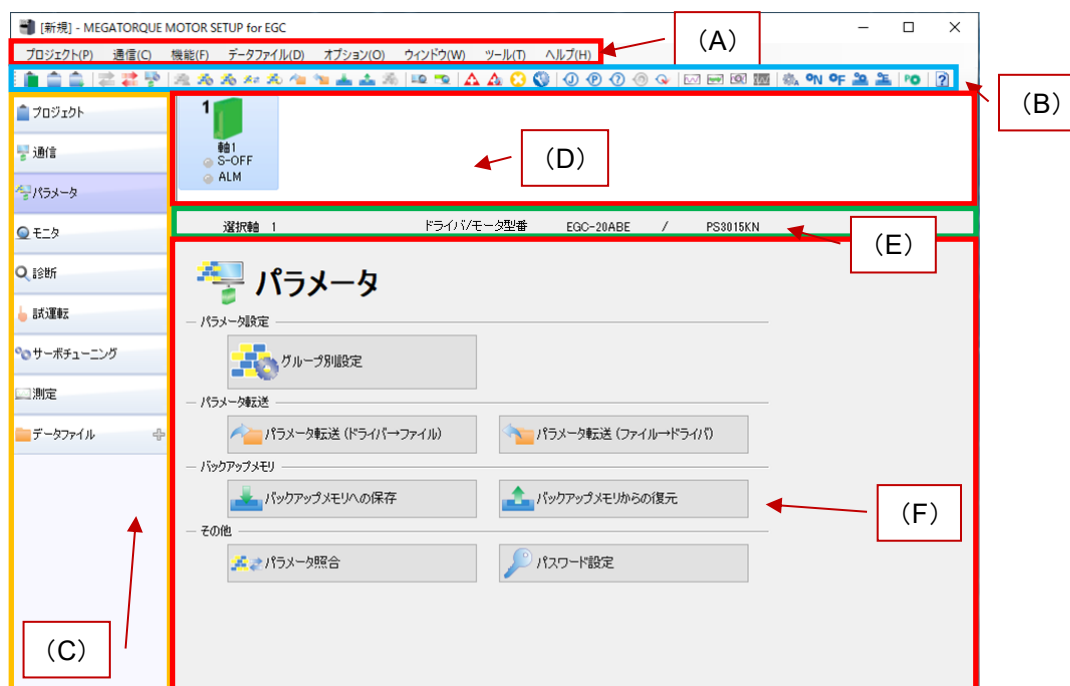 [新規] - MEGATORQUE MOTOR SETUP for EGC
プロジェクト(P) 通信(C) 機能(F) データファイル(D) オプション(O) ウインドウ(W) ツール(T) ヘルプ(H)
(A)
(B)
プロジェクト
通信
パラメータ
モニタ
診断
試運転
サーボチューニング
測定
データファイル
(C)
1
軸1
S-OFF
ALM
(D)
選択軸 1 ドライバ/モータ型番 EGC-20ABE / PS3015KN
(E)
パラメータ
パラメータ設定
グループ別設定
パラメータ転送
パラメータ転送 (ドライバ→ファイル) パラメータ転送 (ファイル→ドライバ)
バックアップメモリ
バックアップメモリへの保存 バックアップメモリからの復元
(F)
その他
パラメータ照合 パスワード設定